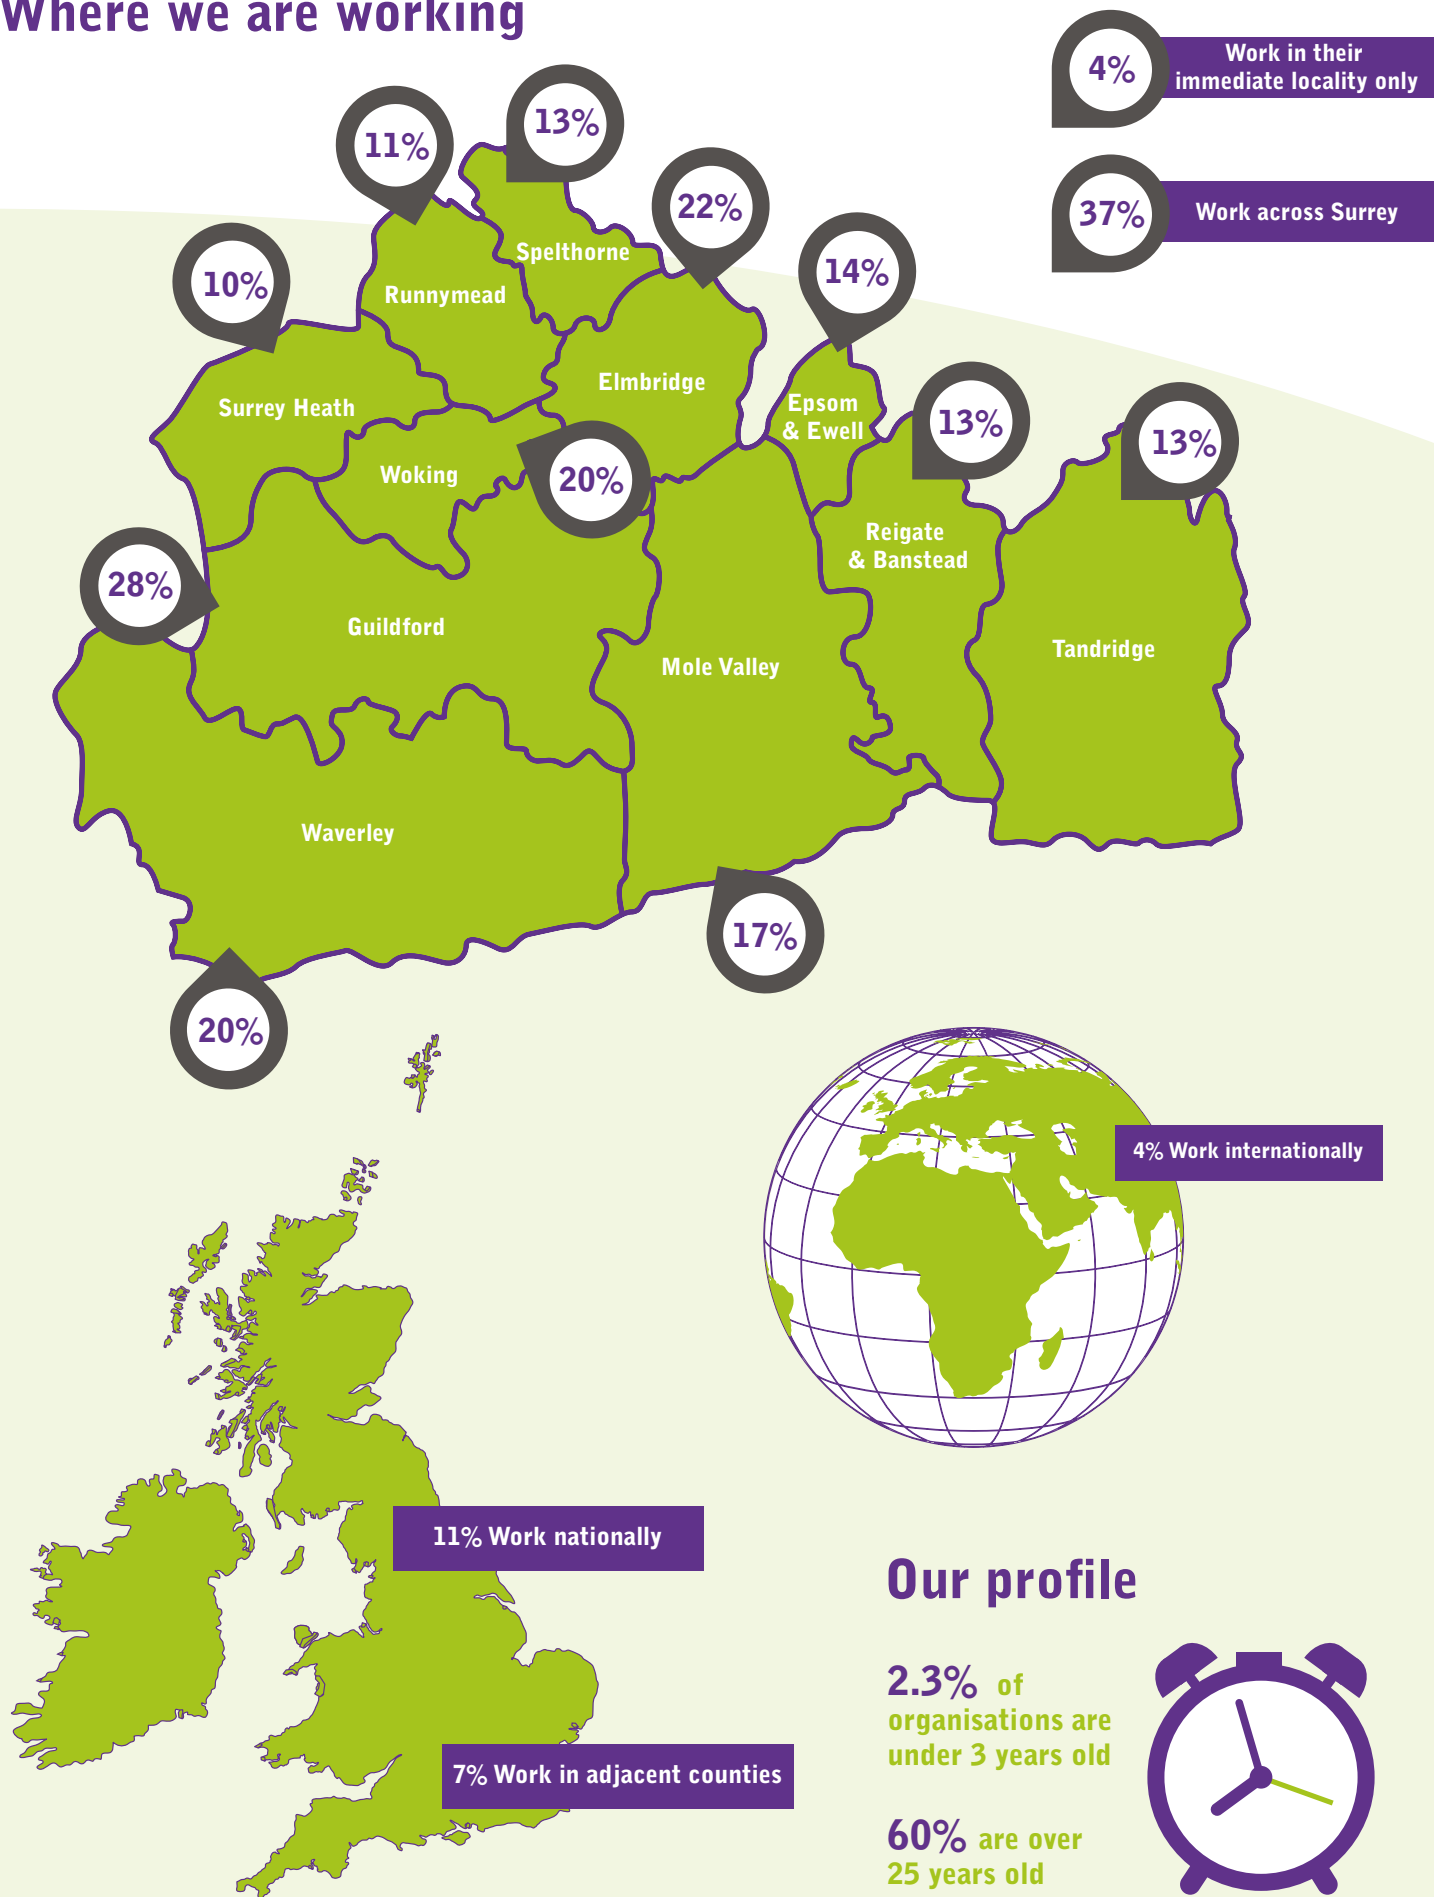 Where we are working
4%
Work in their
immediate locality only
37%
Work across Surrey
13%
11%
22%
Spelthorne
14%
10%
Runnymead
Elmbridge
Surrey Heath
Epsom
& Ewell
13%
13%
Woking
20%
Reigate
& Banstead
28%
Guildford
Tandridge
Mole Valley
Waverley
17%
20%
4% Work internationally
11% Work nationally
7% Work in adjacent counties
Our profile
2.3% of
organisations are
under 3 years old
60% are over
25 years old